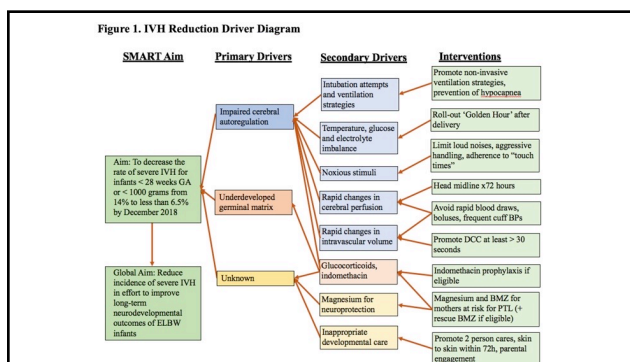 Figure 1. IVH Reduction Driver Diagram
SMART Aim
Primary Drivers
Secondary Drivers
Interventions
Aim: To decrease the
rate of severe IVH for
infants < 28 weeks GA
or < 1000 grams from
14% to less than 6.5%
by December 2018
Global Aim: Reduce
incidence of severe IVH
in effort to improve
long-term
neurodevelopmental
outcomes of ELBW
infants
Impaired cerebral
autoregulation
Underdeveloped
germinal matrix
Unknown
Intubation attempts
and ventilation
strategies
Temperature, glucose
and electrolyte
imbalance
Noxious stimuli
Rapid changes in
cerebral perfusion
Rapid changes in
intravascular volume
Glucocorticoids,
indomethacin
Magnesium for
neuroprotection
Inappropriate
developmental care
Promote non-invasive
ventilation strategies,
prevention of hypocapnea
Roll-out 'Golden Hour' after
delivery
Limit loud noises, aggressive
handling, adherence to "touch
times"
Head midline x72 hours
Avoid rapid blood draws,
boluses, frequent cuff BPs
Promote DCC at least > 30
seconds
Indomethacin prophylaxis if
eligible
Magnesium and BMZ for
mothers at risk for PTL (+
rescue BMZ if eligible)
Promote 2 person cares, skin
to skin within 72h, parental
engagement